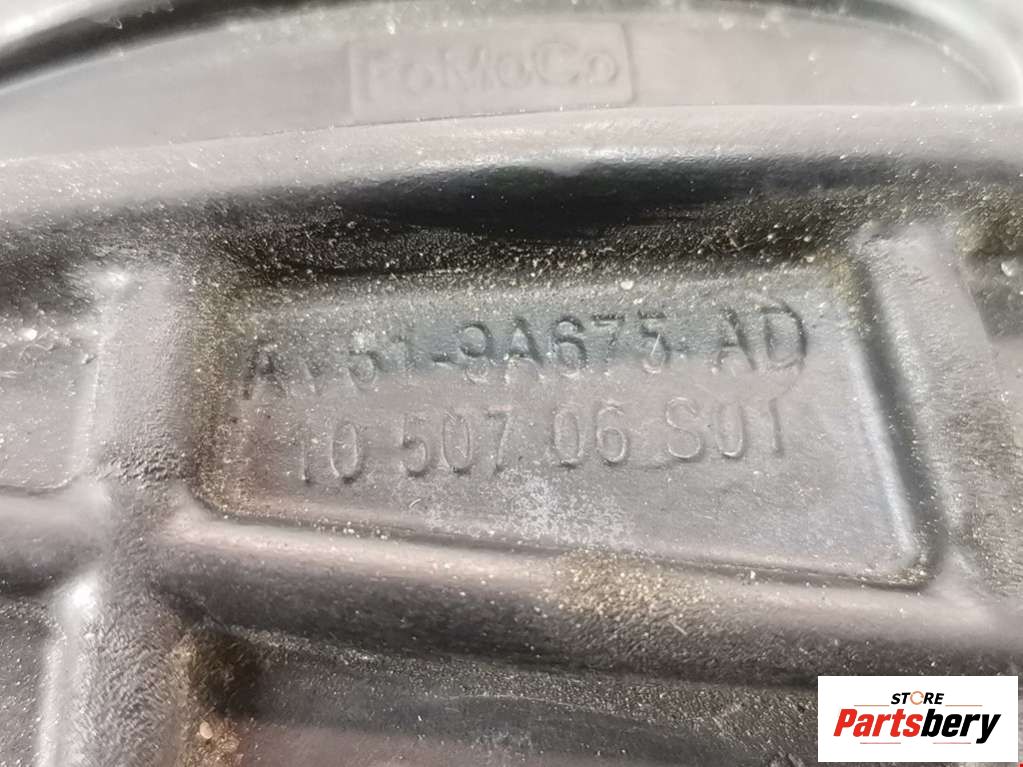 FoMoCo
AV61-9A675-AD
10 507 06 S01
STORE
Partsbery